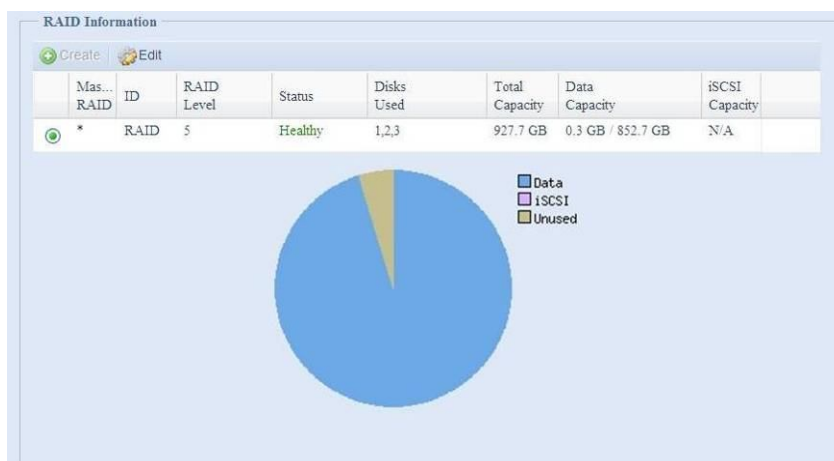 RAID Information
Create Edit
Mas... RAID ID RAID Level Status Disks Used Total Capacity Data Capacity iSCSI Capacity
* RAID 5 Healthy 1,2,3 927.7 GB 0.3 GB / 852.7 GB N/A
Data
iSCSI
Unused